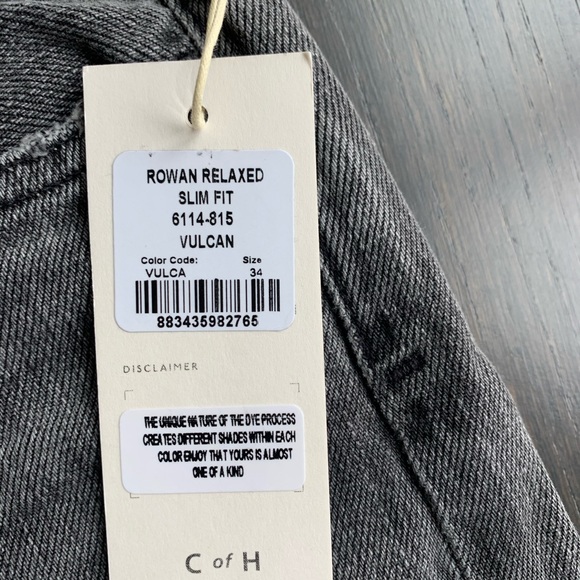 ROWAN RELAXED
SLIM FIT
6114-815
VULCAN
Color Code: Size
VULCA 34
883435982765
DISCLAIMER
THE UNIQUE NATURE OF THE DYE PROCESS
CREATES DIFFERENT SHADES WITHIN EACH
COLOR ENJOY THAT YOURS IS ALMOST
ONE OF A KIND
C of H